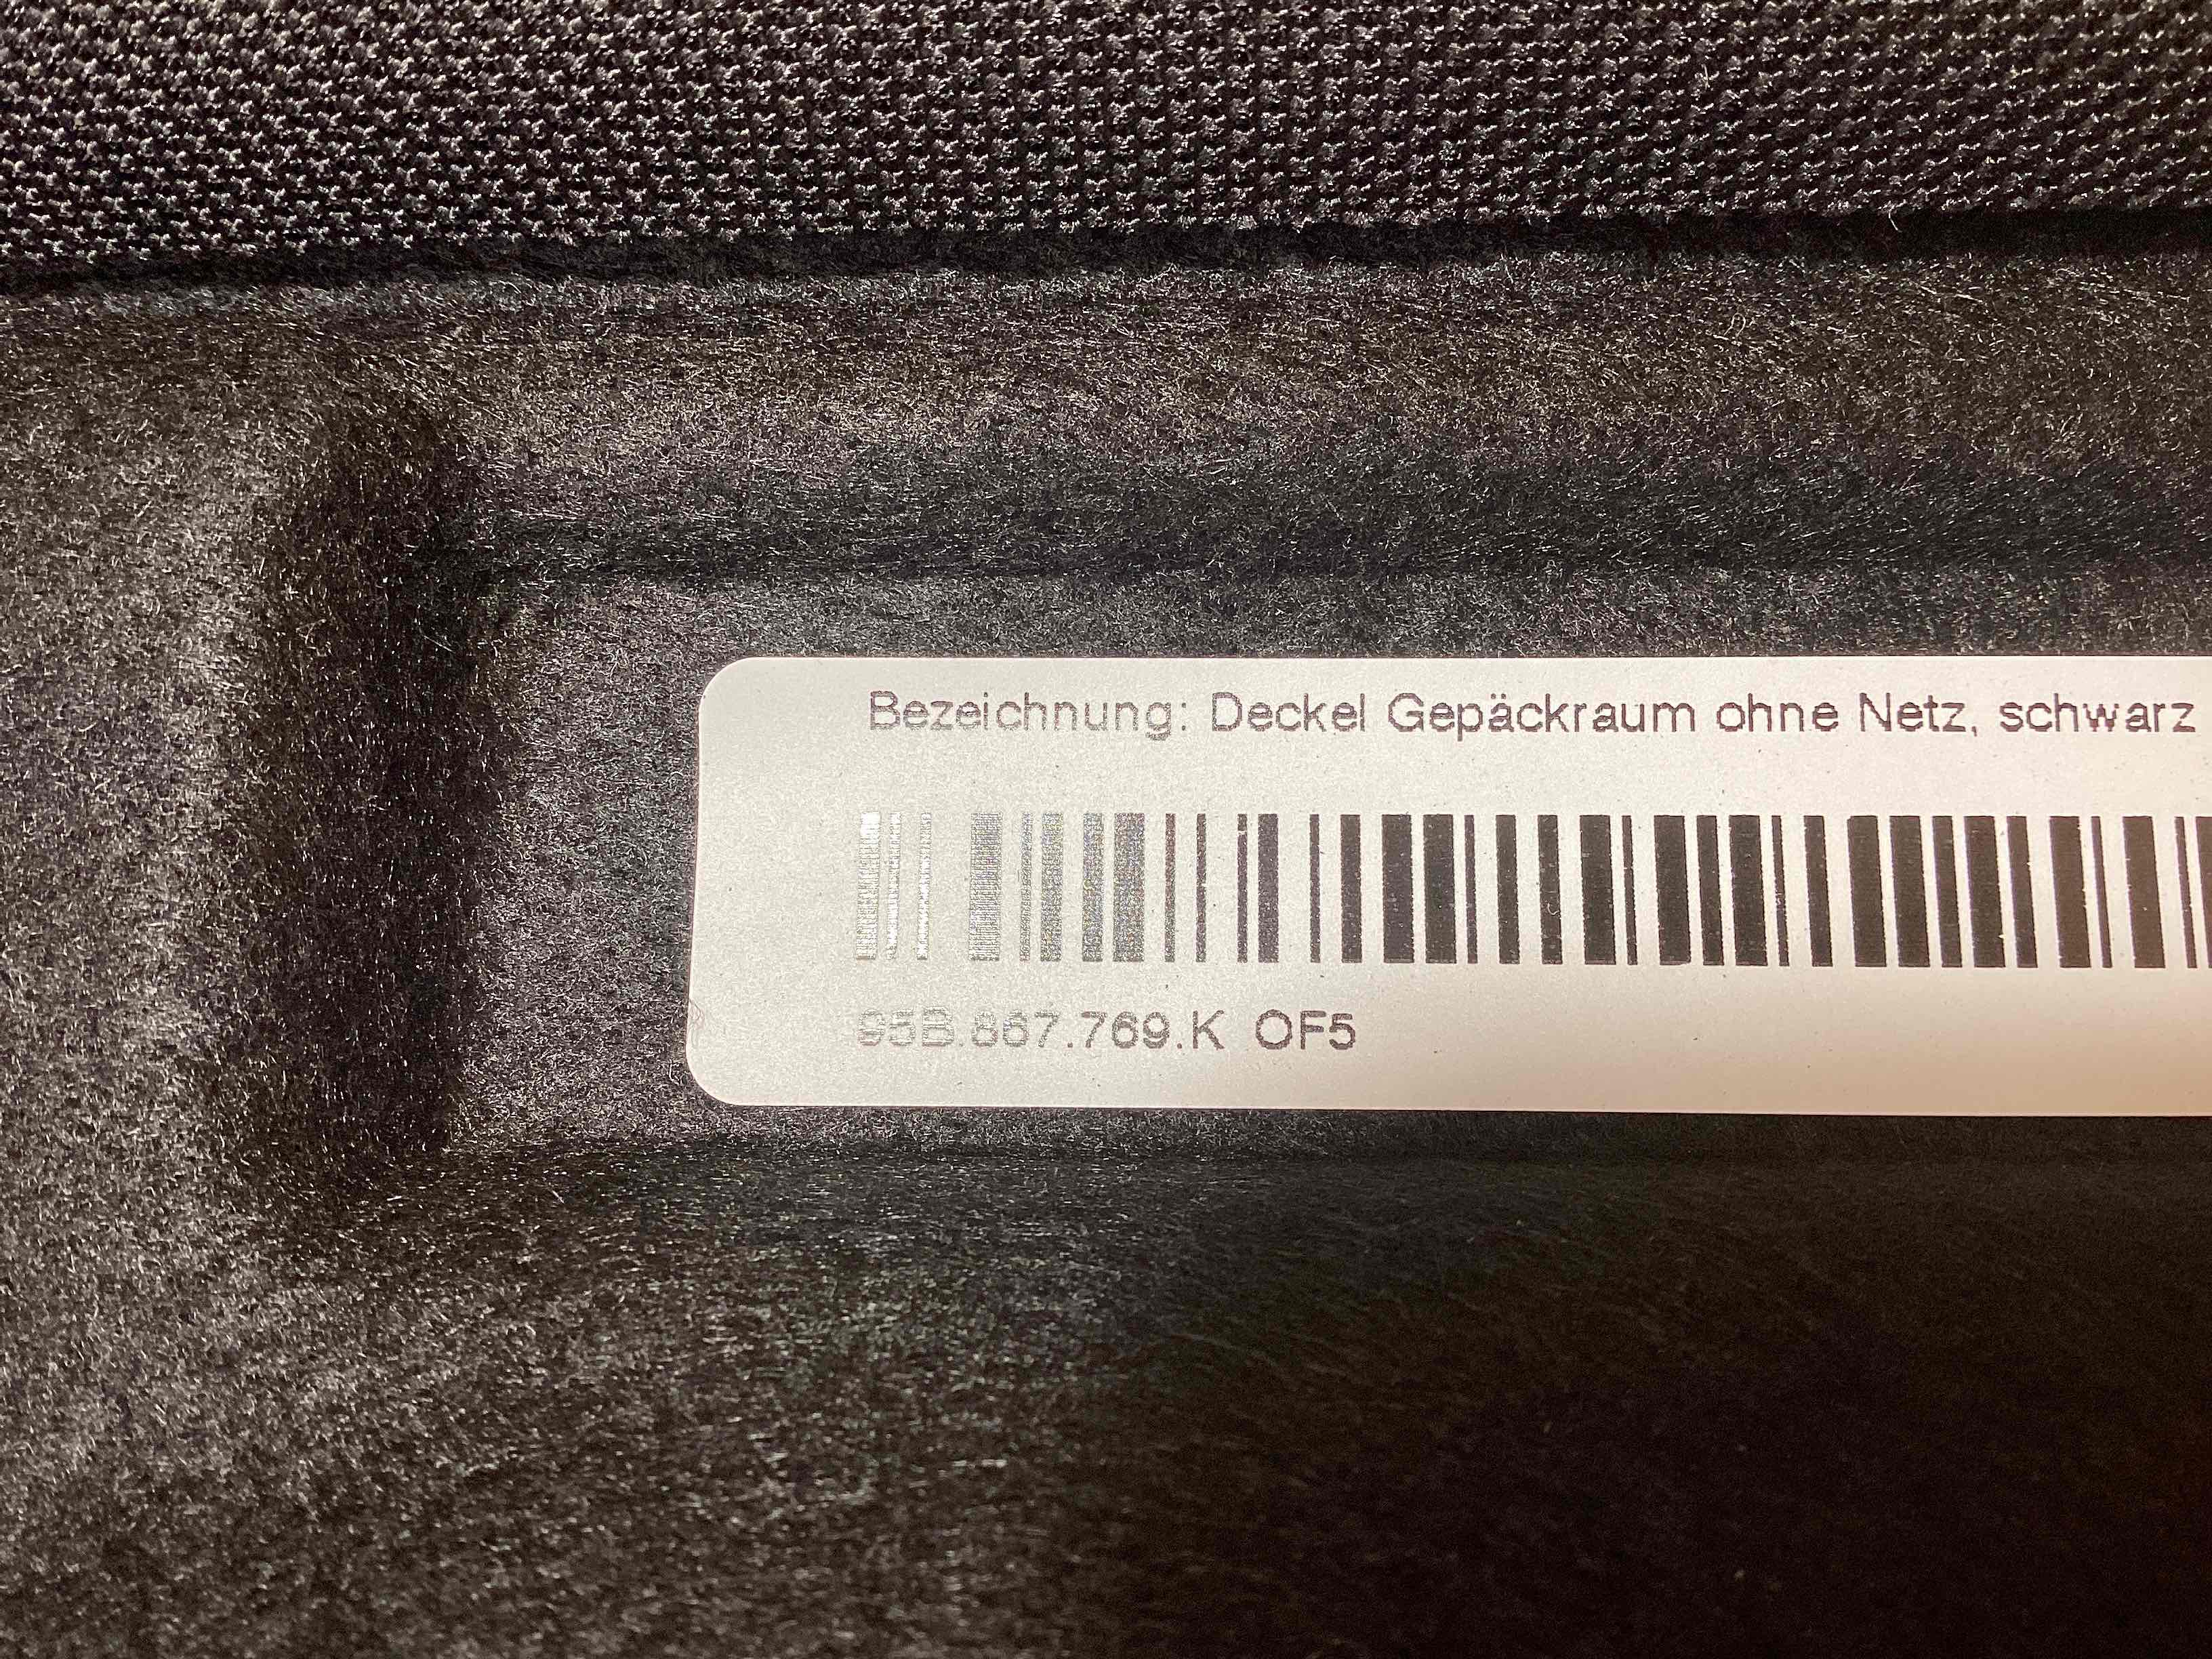 Bezeichnung: Deckel Gepäckraum ohne Netz, schwarz
95B.867.769.K OF5